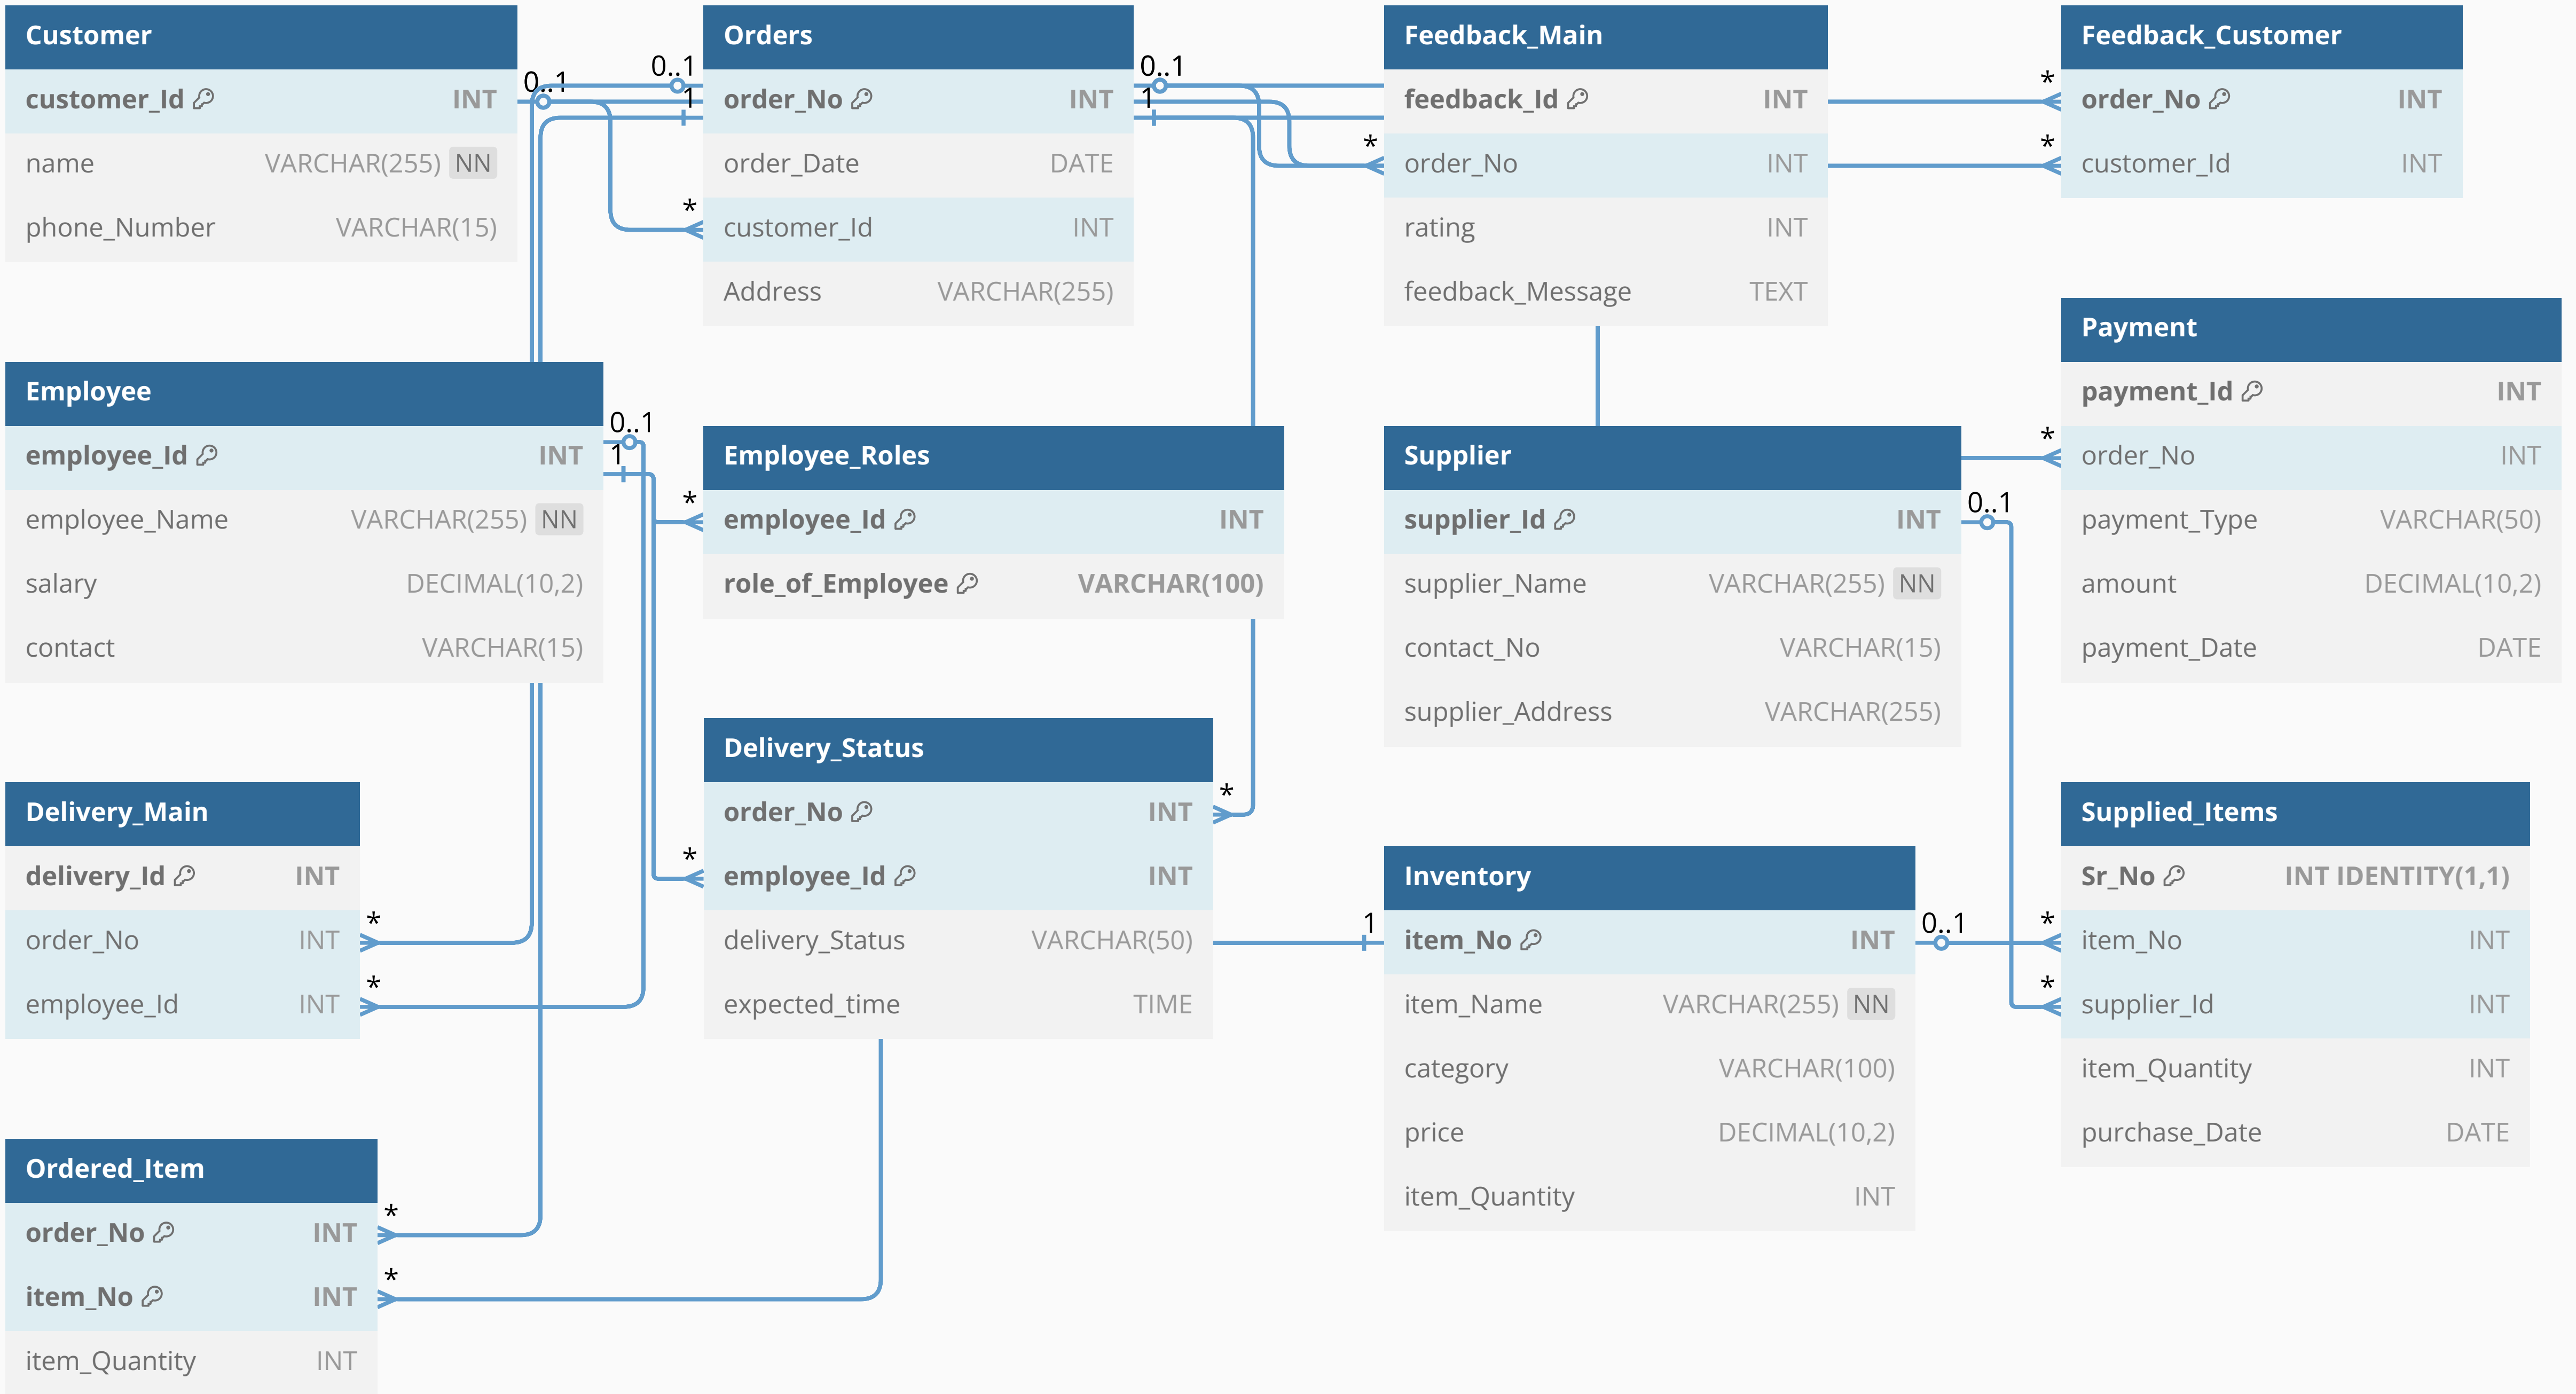 Customer
customer_Id INT
name VARCHAR(255) NN
phone_Number VARCHAR(15)
0..1
0..1
1
Orders
order_No INT
order_Date DATE
* customer_Id INT
Address VARCHAR(255)
0..1
1
*
Feedback_Main
feedback_Id INT
order_No INT
rating INT
feedback_Message TEXT
*
*
Feedback_Customer
order_No INT
customer_Id INT
Employee
employee_Id INT
employee_Name VARCHAR(255) NN
salary DECIMAL(10,2)
contact VARCHAR(15)
0..1
1
*
Employee_Roles
employee_Id INT
role_of_Employee VARCHAR(100)
Supplier
supplier_Id INT
supplier_Name VARCHAR(255) NN
contact_No VARCHAR(15)
supplier_Address VARCHAR(255)
0..1
*
Payment
payment_Id INT
order_No INT
payment_Type VARCHAR(50)
amount DECIMAL(10,2)
payment_Date DATE
Delivery_Main
delivery_Id INT
order_No INT
employee_Id INT
*
*
*
Delivery_Status
order_No INT
employee_Id INT
delivery_Status VARCHAR(50)
expected_time TIME
*
1
Inventory
item_No INT
item_Name VARCHAR(255) NN
category VARCHAR(100)
price DECIMAL(10,2)
item_Quantity INT
0..1
*
*
Supplied_Items
Sr_No INT IDENTITY(1,1)
item_No INT
supplier_Id INT
item_Quantity INT
purchase_Date DATE
Ordered_Item
order_No INT
item_No INT
item_Quantity INT
*
*